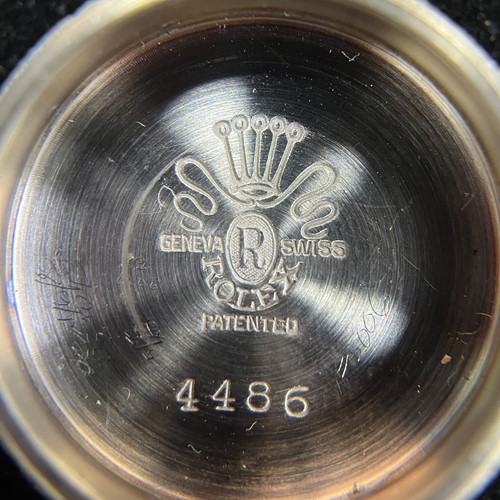 GENEVA R SWISS
ROLEX
PATENTED
4486